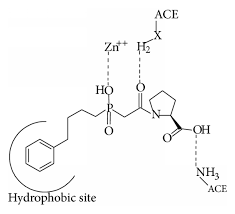 ACE
X
Zn++ H2
HO O
P N
O O OH
NH3
ACE
Hydrophobic site